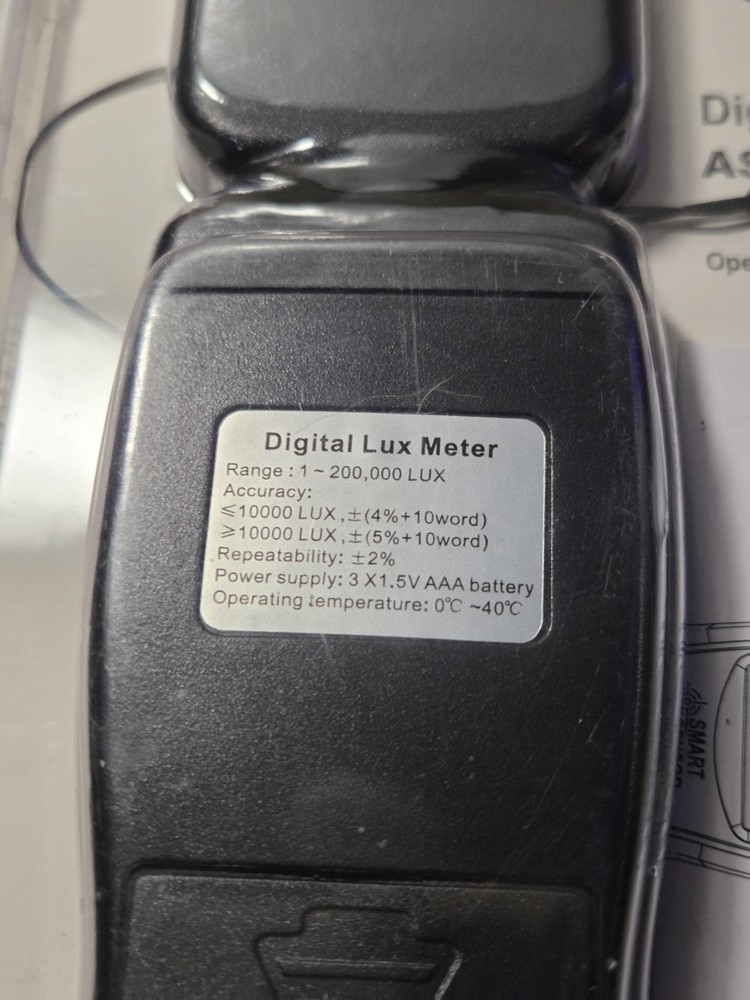 Digital Lux Meter
Range : 1 ~ 200,000 LUX
Accuracy:
≤10000 LUX ,±(4%+10word)
≥10000 LUX ,±(5%+10word)
Repeatability: ±2%
Power supply: 3 X1.5V AAA battery
Operating temperature: 0℃ ~40℃
SMART